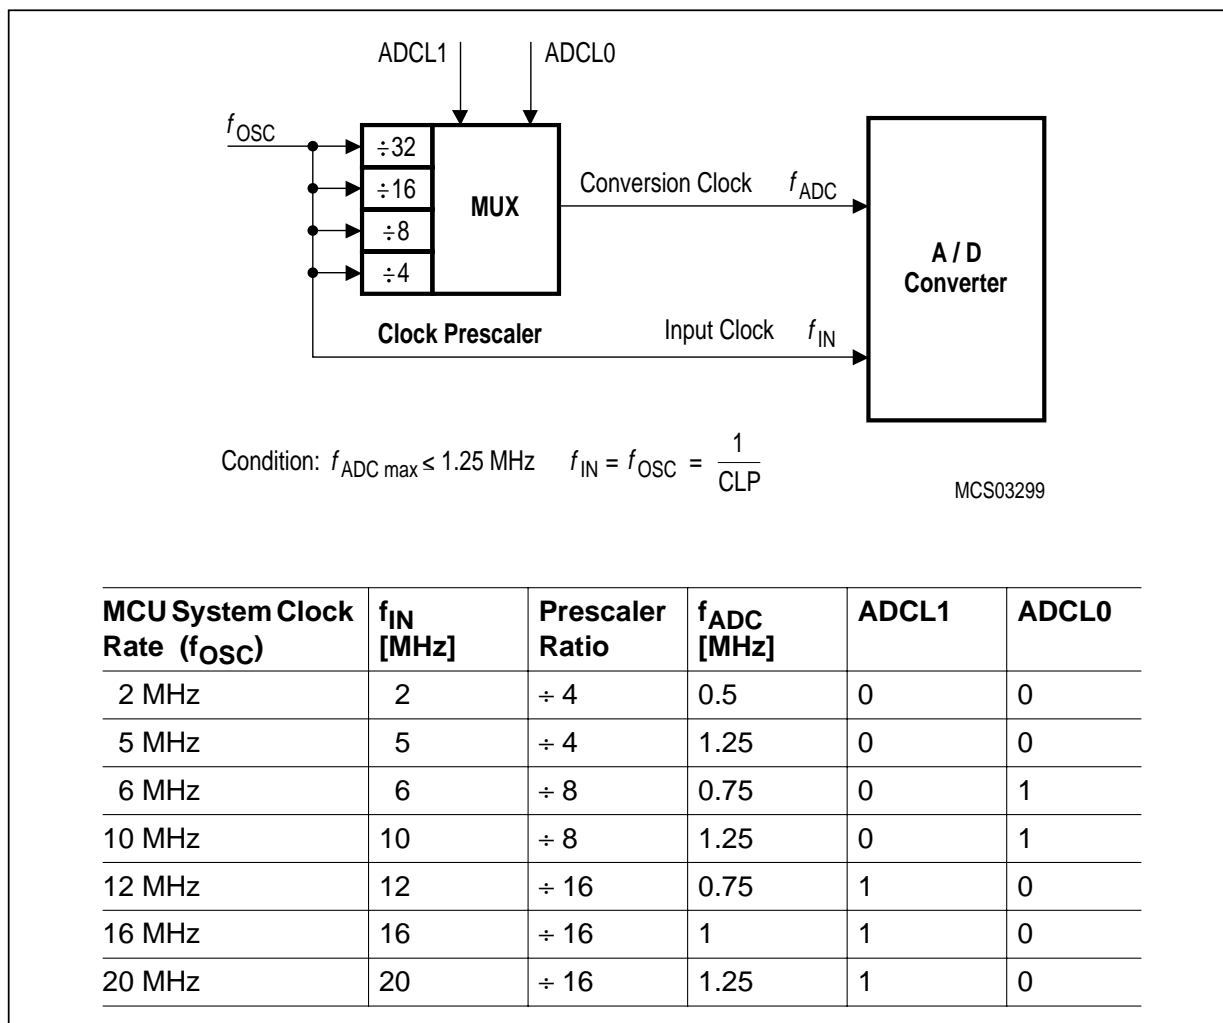 ADCL1 ADCL0
fOSC
÷32
÷16
÷8
÷4
MUX
Conversion Clock fADC
A / D
Converter
Clock Prescaler
Input Clock fIN
Condition: fADC max ≤ 1.25 MHz fIN = fOSC = 1
CLP
MCS03299
MCU System Clock Rate (fOSC) | fIN [MHz] | Prescaler Ratio | fADC [MHz] | ADCL1 | ADCL0
2 MHz | 2 | ÷ 4 | 0.5 | 0 | 0
5 MHz | 5 | ÷ 4 | 1.25 | 0 | 0
6 MHz | 6 | ÷ 8 | 0.75 | 0 | 1
10 MHz | 10 | ÷ 8 | 1.25 | 0 | 1
12 MHz | 12 | ÷ 16 | 0.75 | 1 | 0
16 MHz | 16 | ÷ 16 | 1 | 1 | 0
20 MHz | 20 | ÷ 16 | 1.25 | 1 | 0